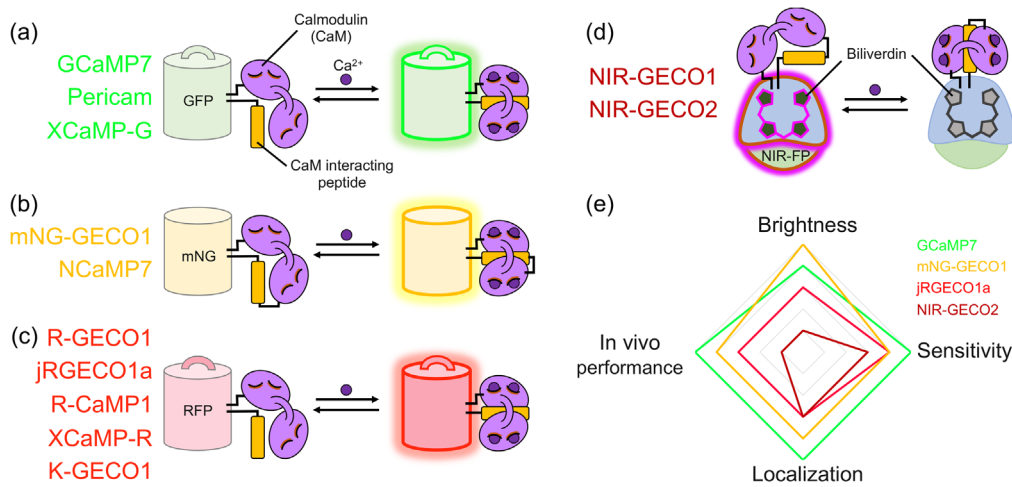 (a)
GCaMP7
Pericam
XCaMP-G
GFP
Calmodulin
(CaM)
Ca²⁺
CaM interacting
peptide
(b)
mNG-GECO1
NCaMP7
mNG
(c)
R-GECO1
jRGECO1a
R-CaMP1
XCaMP-R
K-GECO1
RFP
(d)
NIR-GECO1
NIR-GECO2
Biliverdin
NIR-FP
(e)
Brightness
GCaMP7
mNG-GECO1
jRGECO1a
NIR-GECO2
In vivo
performance
Sensitivity
Localization